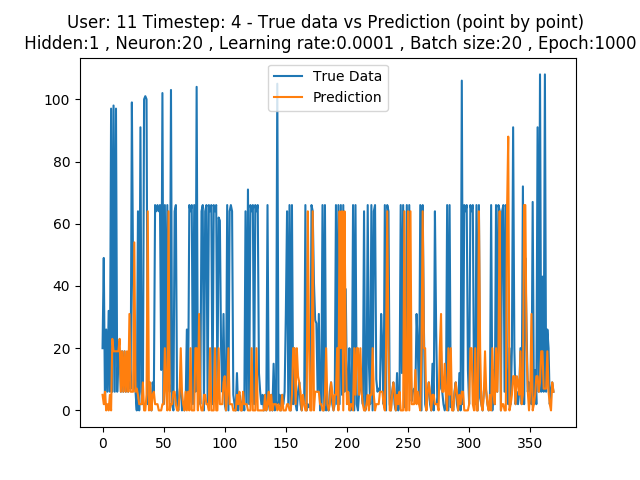 User: 11 Timestep: 4 - True data vs Prediction (point by point)
Hidden:1 , Neuron:20 , Learning rate:0.0001 , Batch size:20 , Epoch:1000
True Data
Prediction
100
80
60
40
20
0
0 50 100 150 200 250 300 350